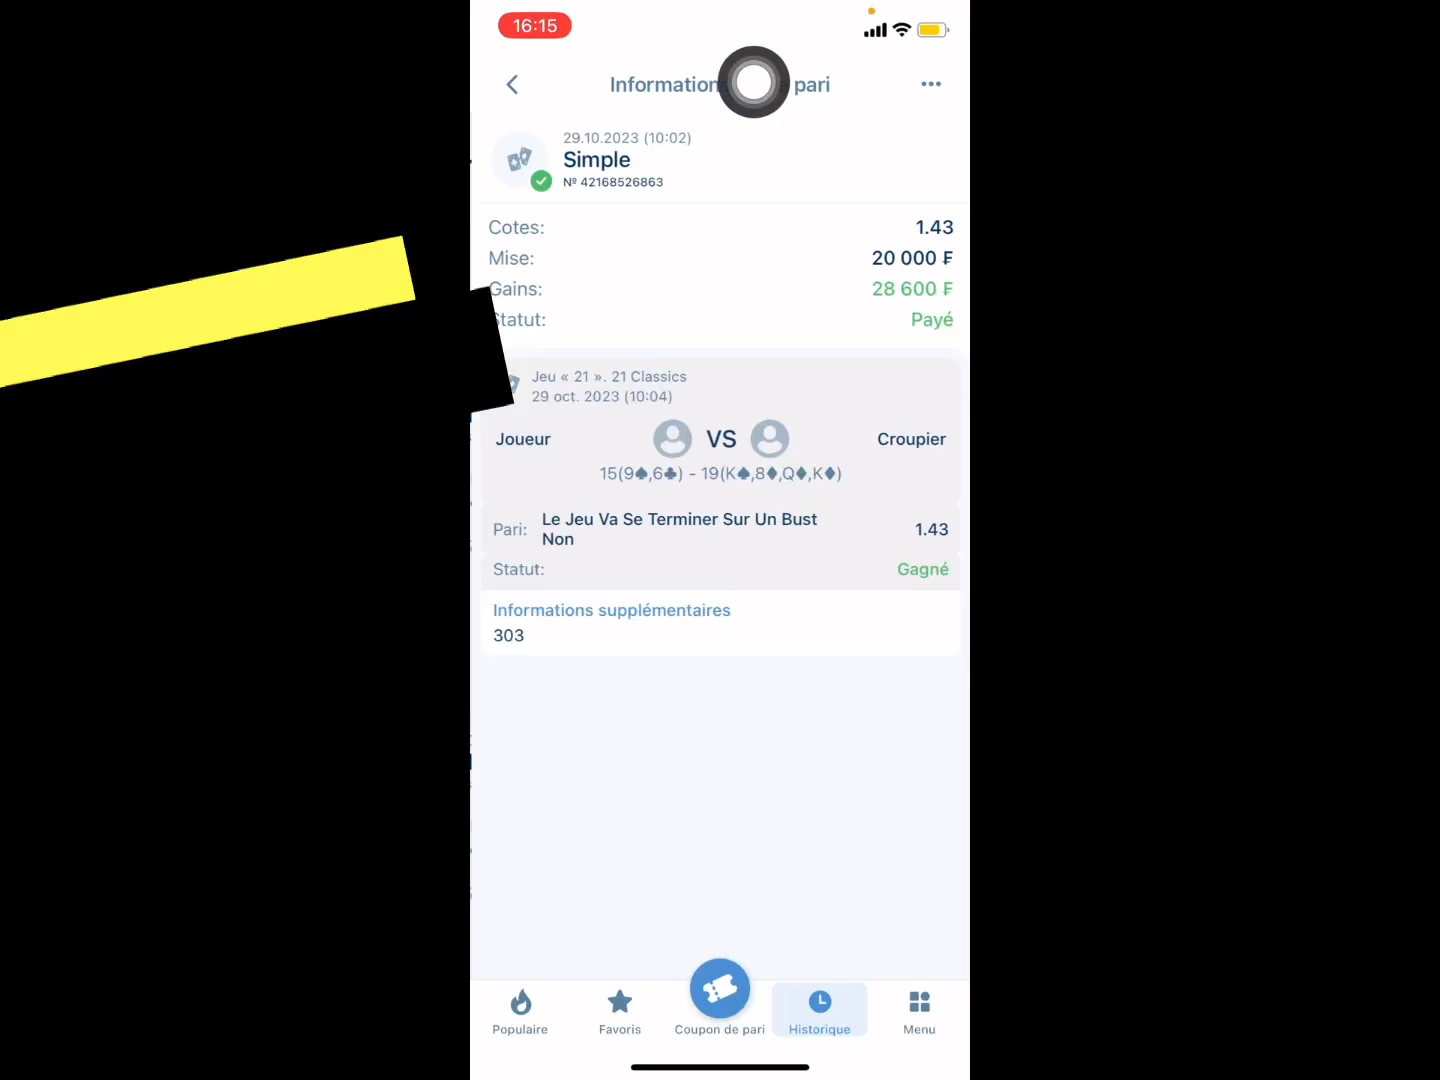 16:15
Information pari
29.10.2023 (10:02)
Simple
№ 42168526863
Cotes: 1.43
Mise: 20 000 ₣
Gains: 28 600 ₣
Statut: Payé
Jeu « 21 ». 21 Classics
29 oct. 2023 (10:04)
Joueur VS Croupier
15(9♠,6♣) - 19(K♠,8♦,Q♦,K♦)
Pari: Le Jeu Va Se Terminer Sur Un Bust
Non 1.43
Statut: Gagné
Informations supplémentaires
303
Populaire Favoris Coupon de pari Historique Menu